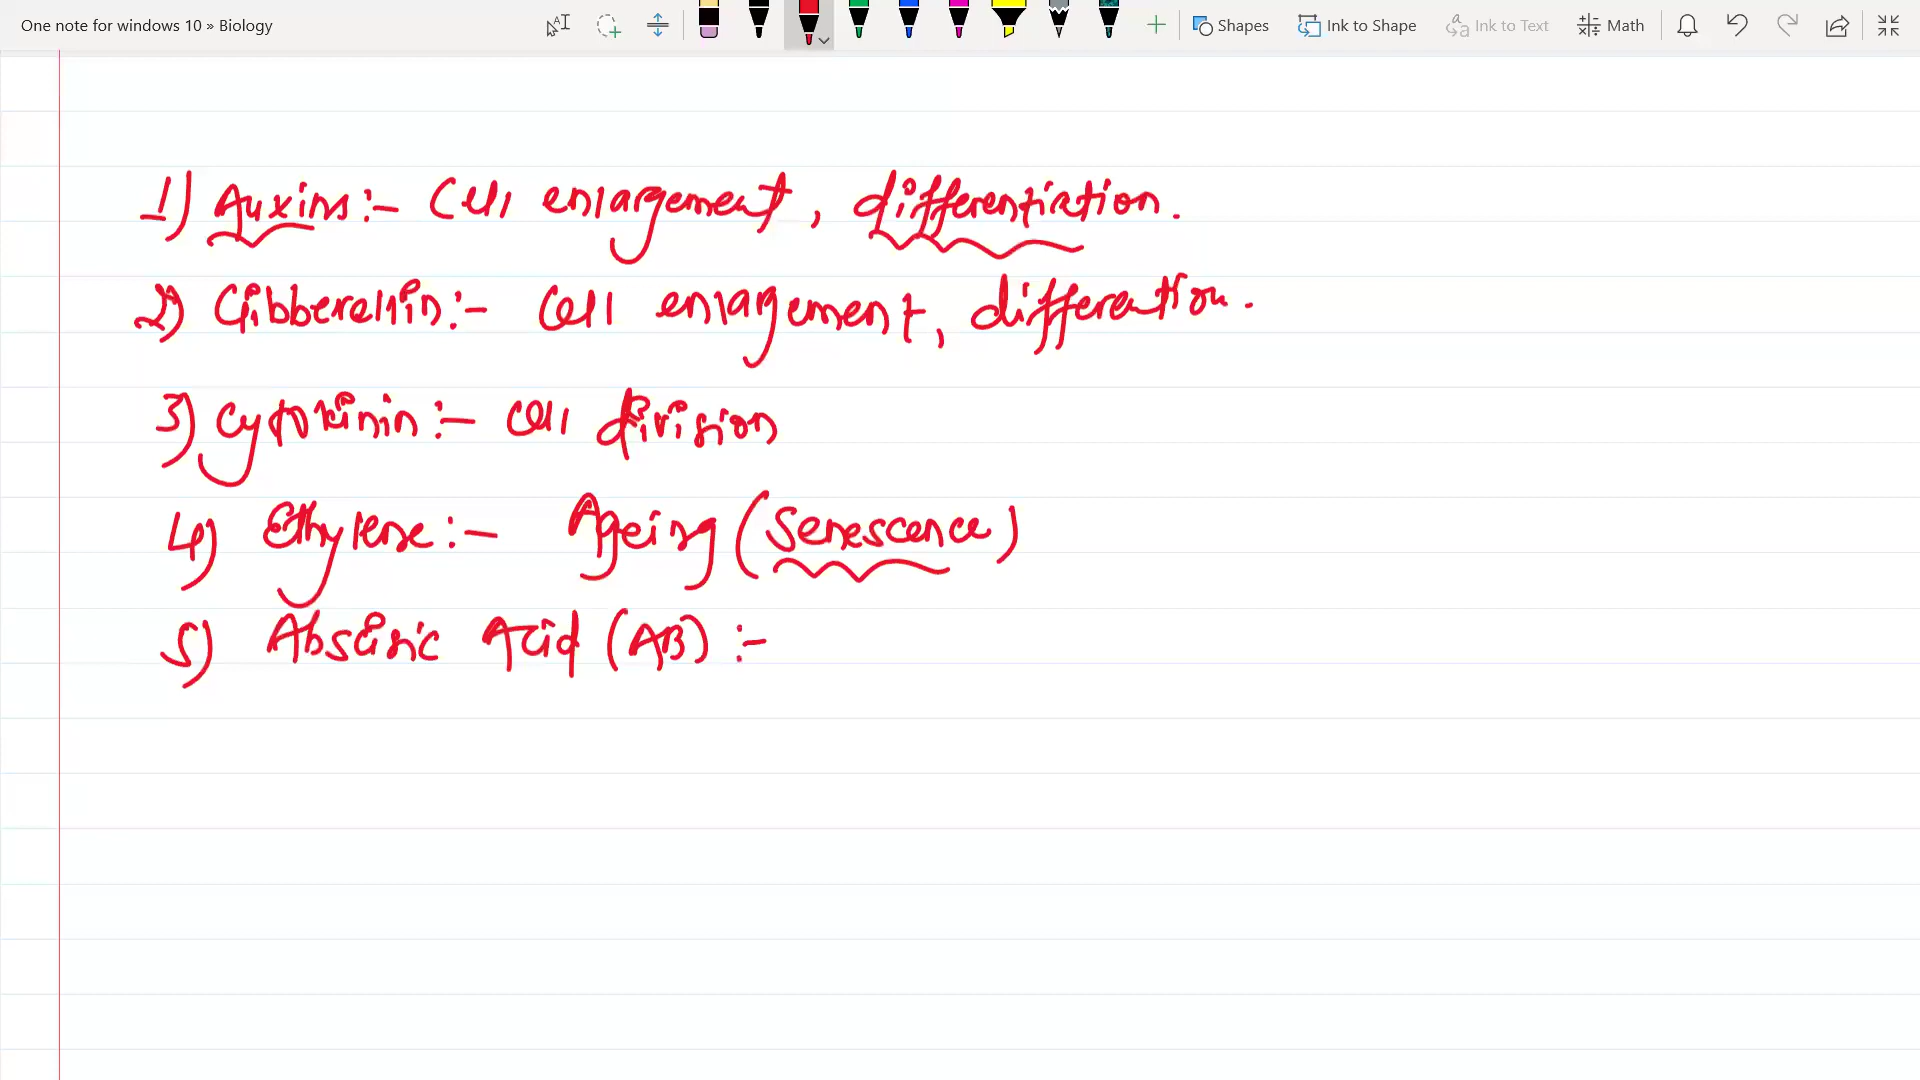 One note for windows 10 » Biology
Shapes
Ink to Shape
Ink to Text
Math
1) Auxins:- Cell enlargement, differentiation.
2) Gibberellin:- Cell enlargement, differention.
3) Cytokinin:- Cell division
4) Ethylene:- Ageing (Senescence)
5) Abscisic Acid (AB) :-